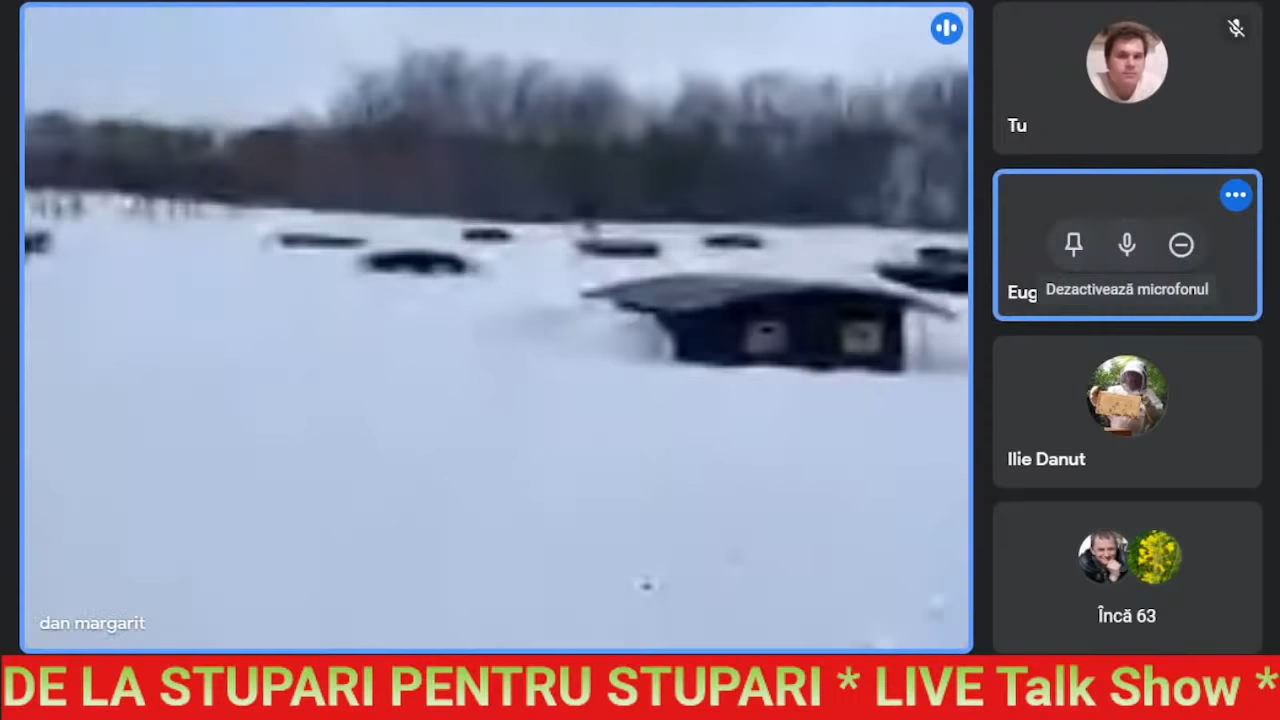 Tu
Eug
Dezactivează microfonul
Ilie Danut
Încă 63
dan margarit
DE LA STUPARI PENTRU STUPARI * LIVE Talk Show *